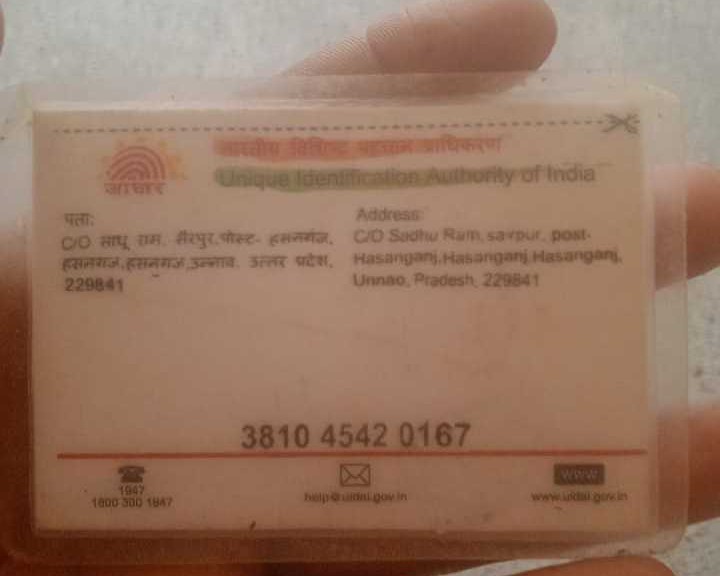 भारतीय विशिष्ट पहचान प्राधिकरण
Unique Identification Authority of India
आधार
पता:
C/O साधू राम, सैरपुर, पोस्ट- हसनगंज,
हसनगंज, हसनगंज, उन्नाव, उत्तर प्रदेश,
229841
Address:
C/O Sadhu Ram, sairpur, post-
Hasanganj, Hasanganj, Hasanganj,
Unnao, Pradesh, 229841
3810 4542 0167
1947
1800 300 1947
help@uidai.gov.in
www
www.uidai.gov.in